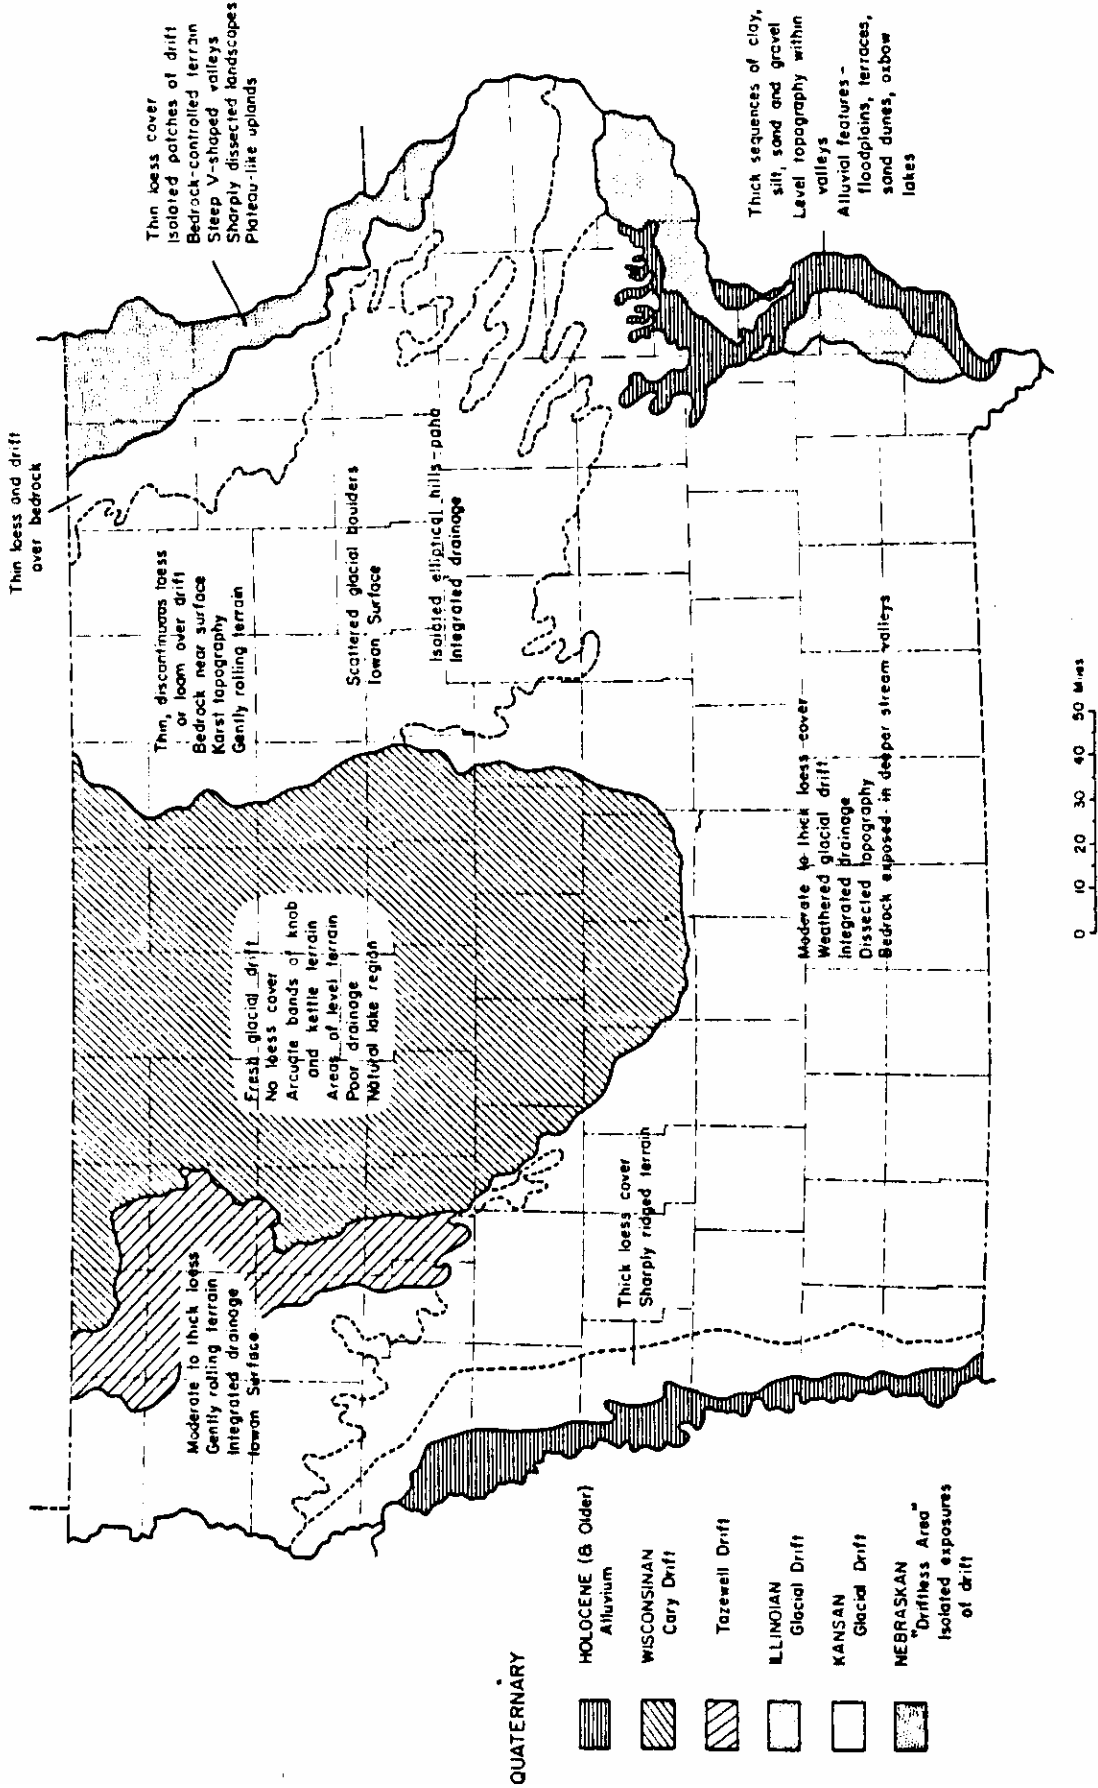 Thin loess and drift
over bedrock
Thin loess cover
Isolated patches of drift
Bedrock-controlled terrain
Steep V-shaped valleys
Sharply dissected landscapes
Plateau-like uplands
Thin, discontinuous loess
or loam over drift
Bedrock near surface
Karst topography
Gently rolling terrain
Scattered glacial boulders
Iowan Surface
Isolated elliptical hills-paha
Integrated drainage
Fresh glacial drift
No loess cover
Arcuate bands of knob
and kettle terrain
Areas of level terrain
Poor drainage
Natural lake region
Moderate to thick loess
Gently rolling terrain
Integrated drainage
Iowan Surface
Thick loess cover
Sharply ridged terrain
Moderate to thick loess cover
Weathered glacial drift
Integrated drainage
Dissected topography
Bedrock exposed in deeper stream valleys
Thick sequences of clay,
silt, sand and gravel
Level topography within
valleys
Alluvial features-
floodplains, terraces,
sand dunes, oxbow
lakes
QUATERNARY
HOLOCENE (& Older)
Alluvium
WISCONSINAN
Cary Drift
Tazewell Drift
ILLINOIAN
Glacial Drift
KANSAN
Glacial Drift
NEBRASKAN
"Driftless Area"
Isolated exposures
of drift
0 10 20 30 40 50 Miles